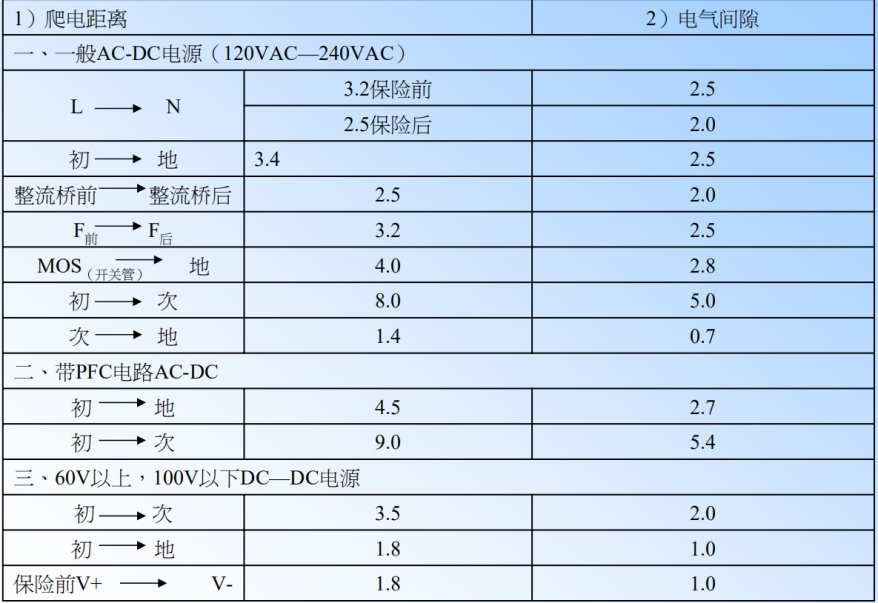 1）爬电距离 2）电气间隙
一、一般AC-DC电源（120VAC—240VAC）
L → N 3.2保险前 2.5
2.5保险后 2.0
初 → 地 3.4 2.5
整流桥前 → 整流桥后 2.5 2.0
F前 → F后 3.2 2.5
MOS（开关管） → 地 4.0 2.8
初 → 次 8.0 5.0
次 → 地 1.4 0.7
二、带PFC电路AC-DC
初 → 地 4.5 2.7
初 → 次 9.0 5.4
三、60V以上，100V以下DC—DC电源
初 → 次 3.5 2.0
初 → 地 1.8 1.0
保险前V+ → V- 1.8 1.0